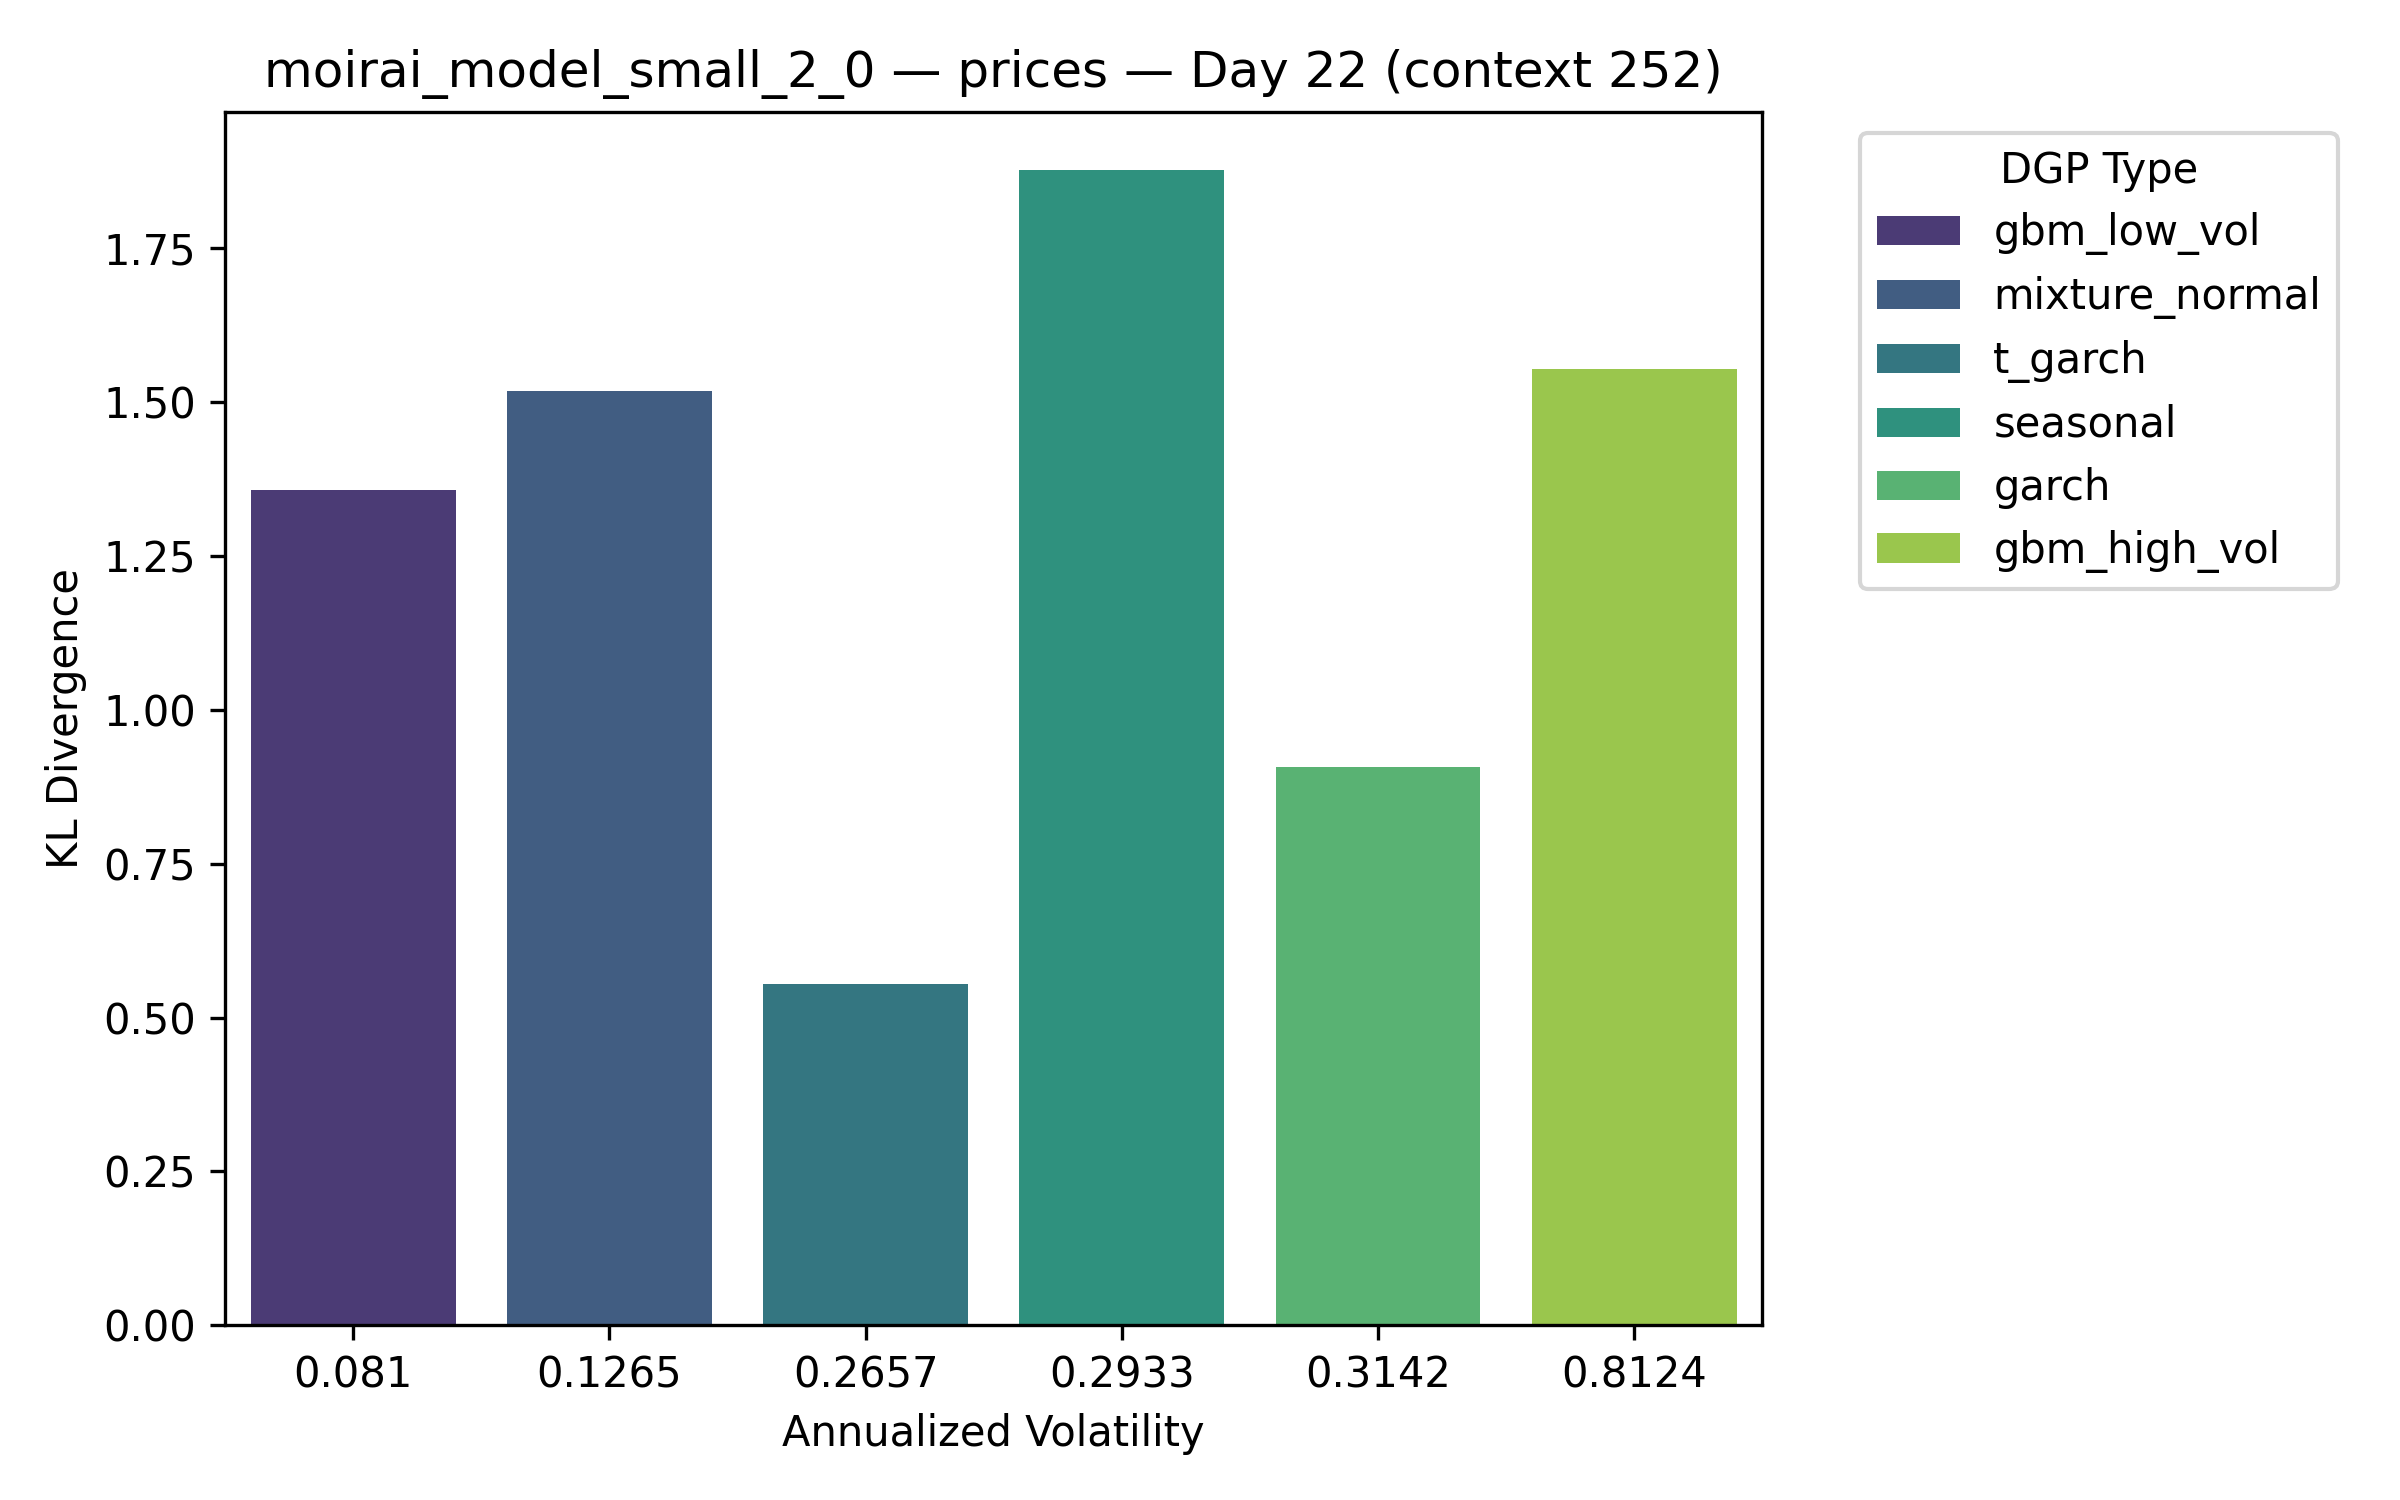 moirai_model_small_2_0 — prices — Day 22 (context 252)
DGP Type
gbm_low_vol
mixture_normal
t_garch
seasonal
garch
gbm_high_vol
KL Divergence
1.75
1.50
1.25
1.00
0.75
0.50
0.25
0.00
0.081 0.1265 0.2657 0.2933 0.3142 0.8124
Annualized Volatility